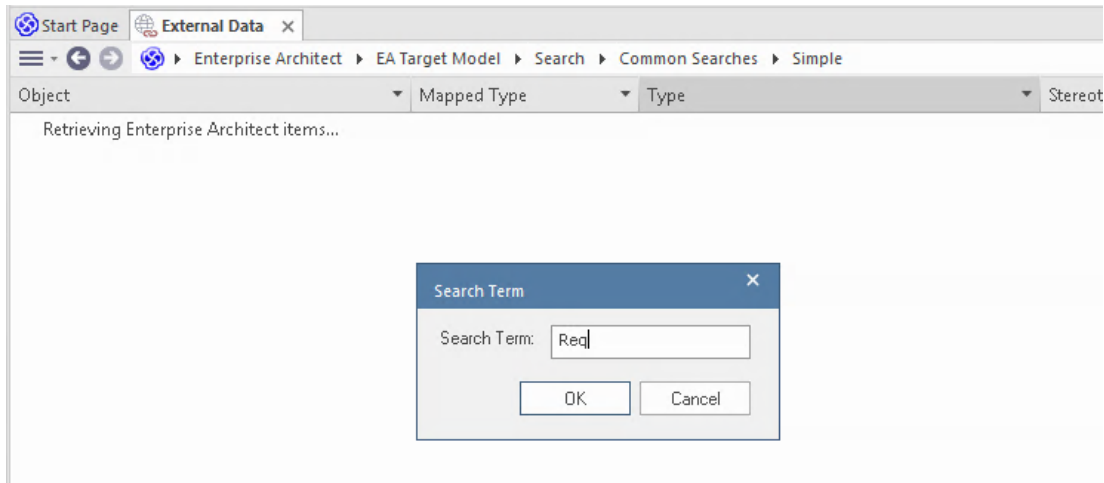 Start Page External Data
Enterprise Architect EA Target Model Search Common Searches Simple
Object Mapped Type Type Stereot
Retrieving Enterprise Architect items...
Search Term
Search Term: Req
OK Cancel